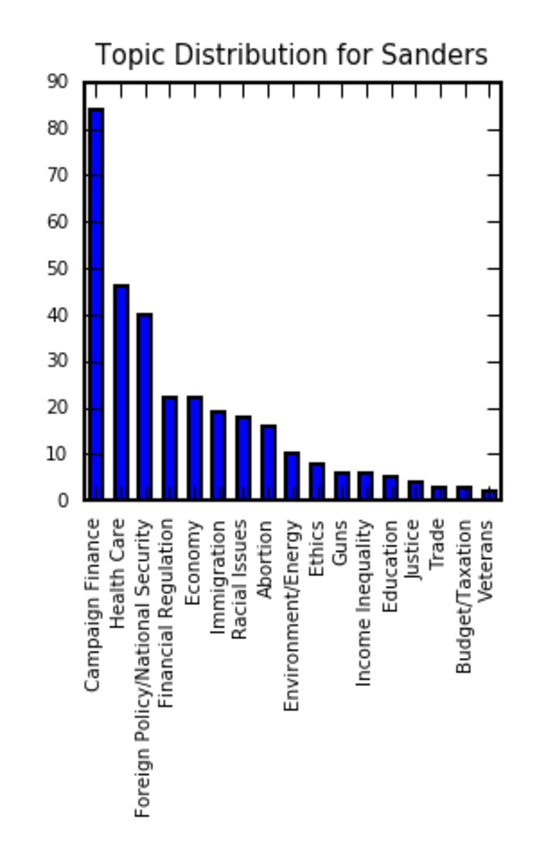 Topic Distribution for Sanders
90
80
70
60
50
40
30
20
10
0
Campaign Finance
Health Care
Foreign Policy/National Security
Financial Regulation
Economy
Immigration
Racial Issues
Abortion
Environment/Energy
Ethics
Guns
Income Inequality
Education
Justice
Trade
Budget/Taxation
Veterans